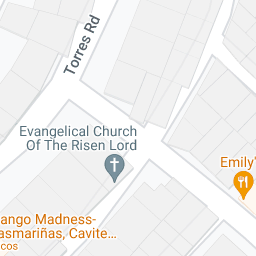 Torres Rd
Evangelical Church
Of The Risen Lord
Emily'
ango Madness-
asmariñas, Cavite...
cos